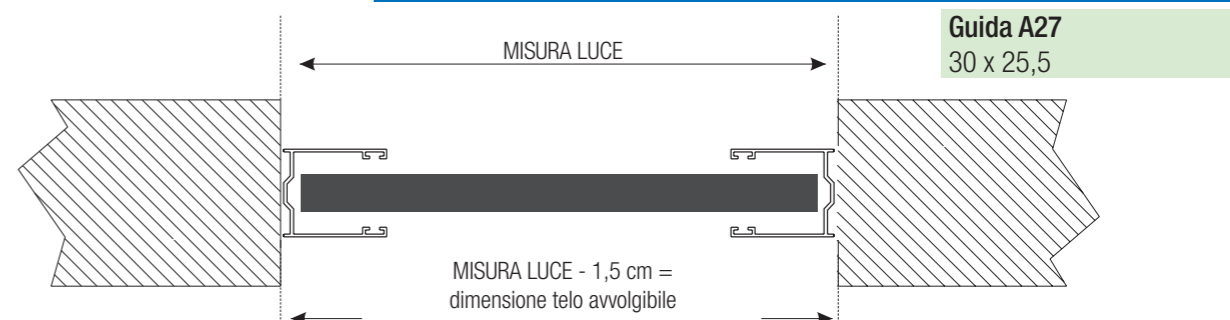 Guida A27
30 x 25,5
MISURA LUCE
MISURA LUCE - 1,5 cm =
dimensione telo avvolgibile